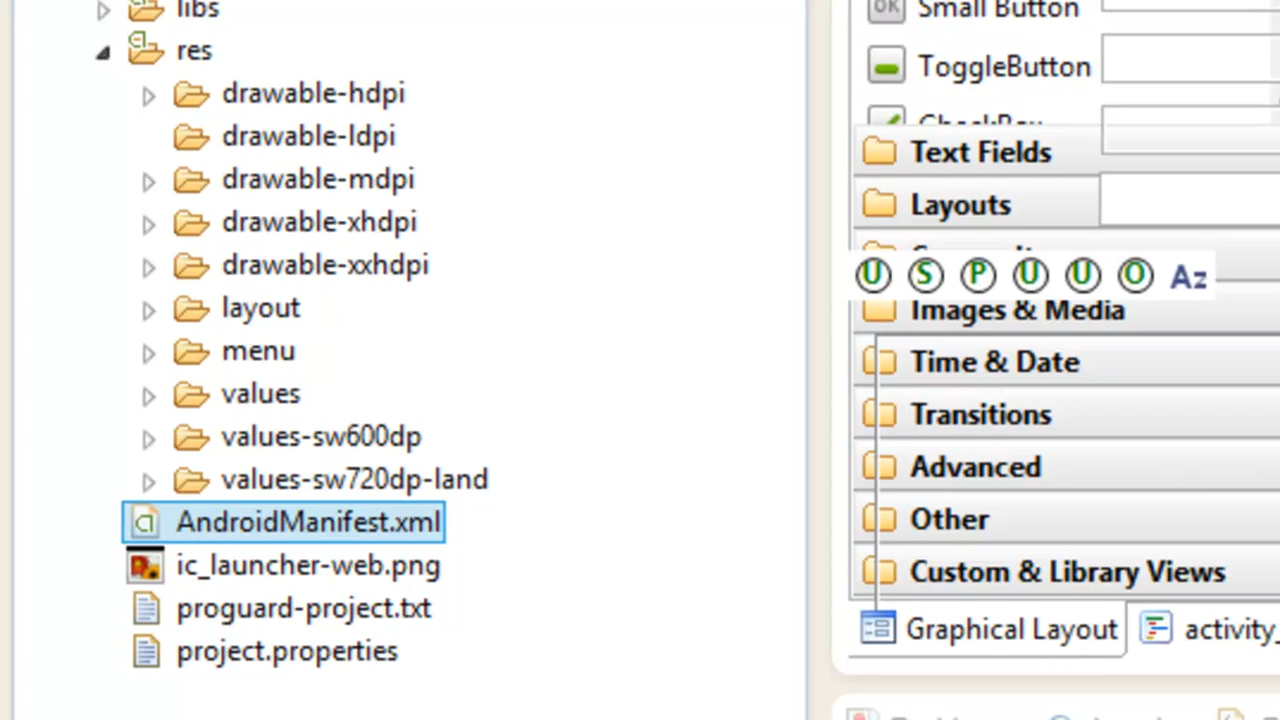 libs
res
drawable-hdpi
drawable-ldpi
drawable-mdpi
drawable-xhdpi
drawable-xxhdpi
layout
menu
values
values-sw600dp
values-sw720dp-land
AndroidManifest.xml
ic_launcher-web.png
proguard-project.txt
project.properties
OK Small Button
ToggleButton
CheckBox
Text Fields
Layouts
U S P U U O Az
Images & Media
Time & Date
Transitions
Advanced
Other
Custom & Library Views
Graphical Layout activity_